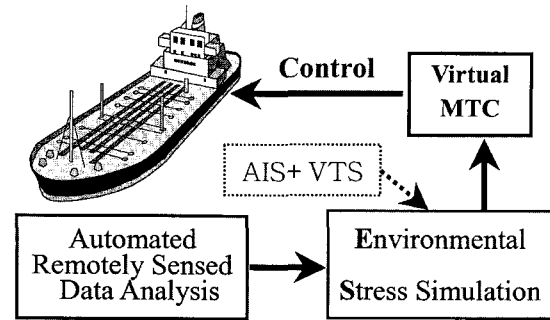 Control
Virtual
MTC
AIS+ VTS
Automated
Remotely Sensed
Data Analysis
Environmental
Stress Simulation